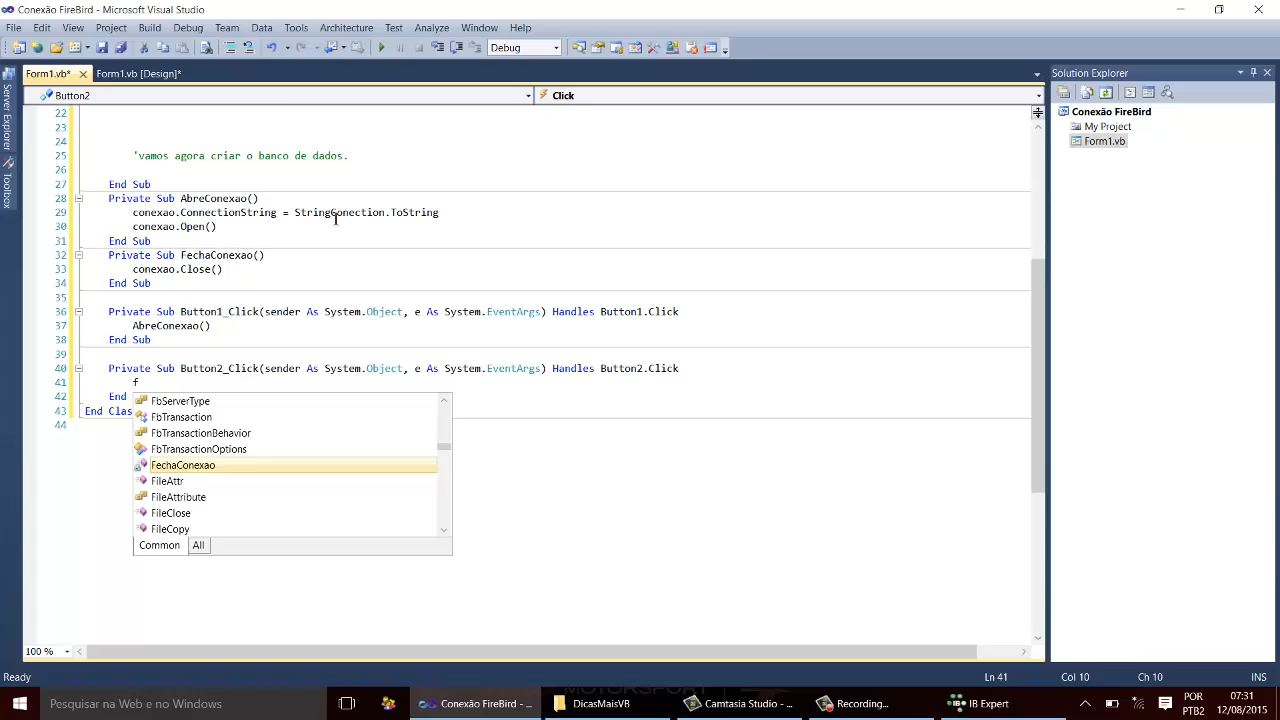 Conexão FireBird - Microsoft Visual Studio
File Edit View Project Build Debug Team Data Tools Architecture Test Analyze Window Help
Debug
Form1.vb* Form1.vb [Design]*
Solution Explorer
Button2 Click
Conexão FireBird
My Project
Form1.vb
Server Explorer
Toolbox
22
23
24
25 'vamos agora criar o banco de dados.
26
27 End Sub
28 Private Sub AbreConexao()
29 conexao.ConnectionString = StringConection.ToString
30 conexao.Open()
31 End Sub
32 Private Sub FechaConexao()
33 conexao.Close()
34 End Sub
35
36 Private Sub Button1_Click(sender As System.Object, e As System.EventArgs) Handles Button1.Click
37 AbreConexao()
38 End Sub
39
40 Private Sub Button2_Click(sender As System.Object, e As System.EventArgs) Handles Button2.Click
41 f
42 End
43 End Clas
44
FbServerType
FbTransaction
FbTransactionBehavior
FbTransactionOptions
FechaConexao
FileAttr
FileAttribute
FileClose
FileCopy
Common All
100 %
Ready Ln 41 Col 10 Ch 10 INS
MOTORSPORT
Pesquisar na Web e no Windows
Conexão FireBird - ...
DicasMaisVB
Camtasia Studio - ...
Recording...
IB Expert
POR
PTB2
07:31
12/08/2015